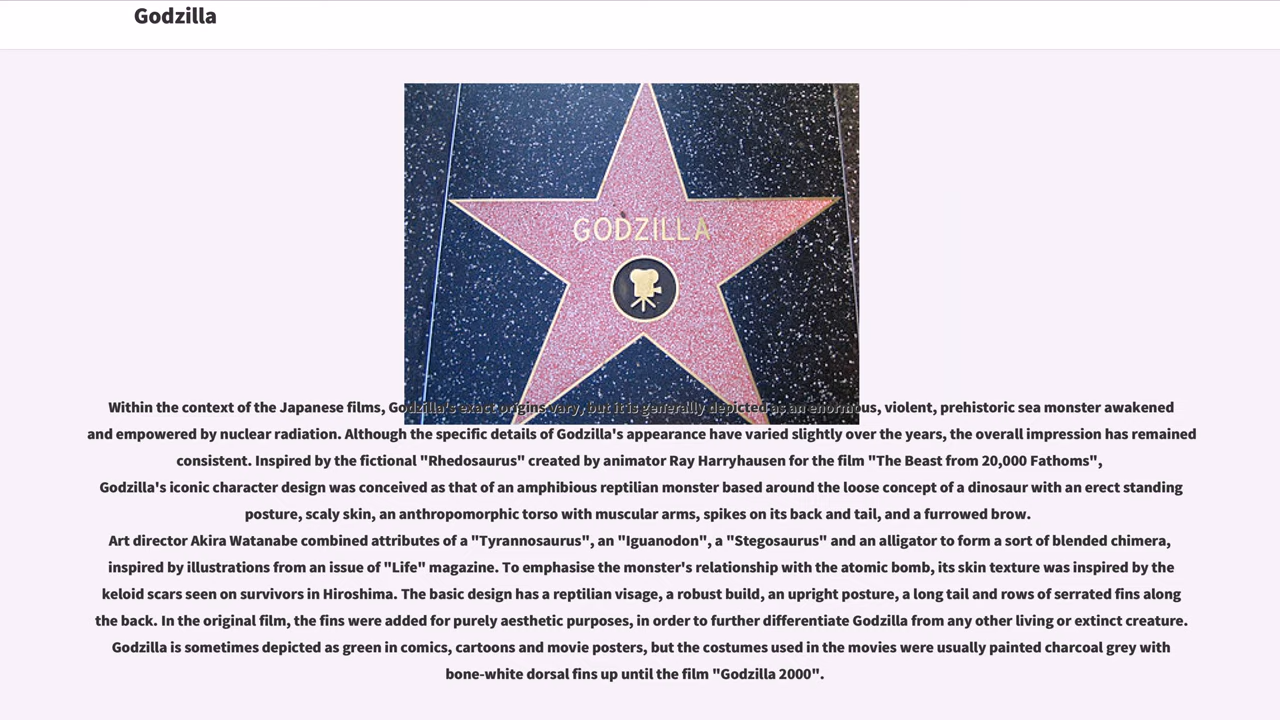 Godzilla
GODZILLA
Within the context of the Japanese films, Godzilla's exact origins vary, but it is generally depicted as an enormous, violent, prehistoric sea monster awakened
and empowered by nuclear radiation. Although the specific details of Godzilla's appearance have varied slightly over the years, the overall impression has remained
consistent. Inspired by the fictional "Rhedosaurus" created by animator Ray Harryhausen for the film "The Beast from 20,000 Fathoms",
Godzilla's iconic character design was conceived as that of an amphibious reptilian monster based around the loose concept of a dinosaur with an erect standing
posture, scaly skin, an anthropomorphic torso with muscular arms, spikes on its back and tail, and a furrowed brow.
Art director Akira Watanabe combined attributes of a "Tyrannosaurus", an "Iguanodon", a "Stegosaurus" and an alligator to form a sort of blended chimera,
inspired by illustrations from an issue of "Life" magazine. To emphasise the monster's relationship with the atomic bomb, its skin texture was inspired by the
keloid scars seen on survivors in Hiroshima. The basic design has a reptilian visage, a robust build, an upright posture, a long tail and rows of serrated fins along
the back. In the original film, the fins were added for purely aesthetic purposes, in order to further differentiate Godzilla from any other living or extinct creature.
Godzilla is sometimes depicted as green in comics, cartoons and movie posters, but the costumes used in the movies were usually painted charcoal grey with
bone-white dorsal fins up until the film "Godzilla 2000".